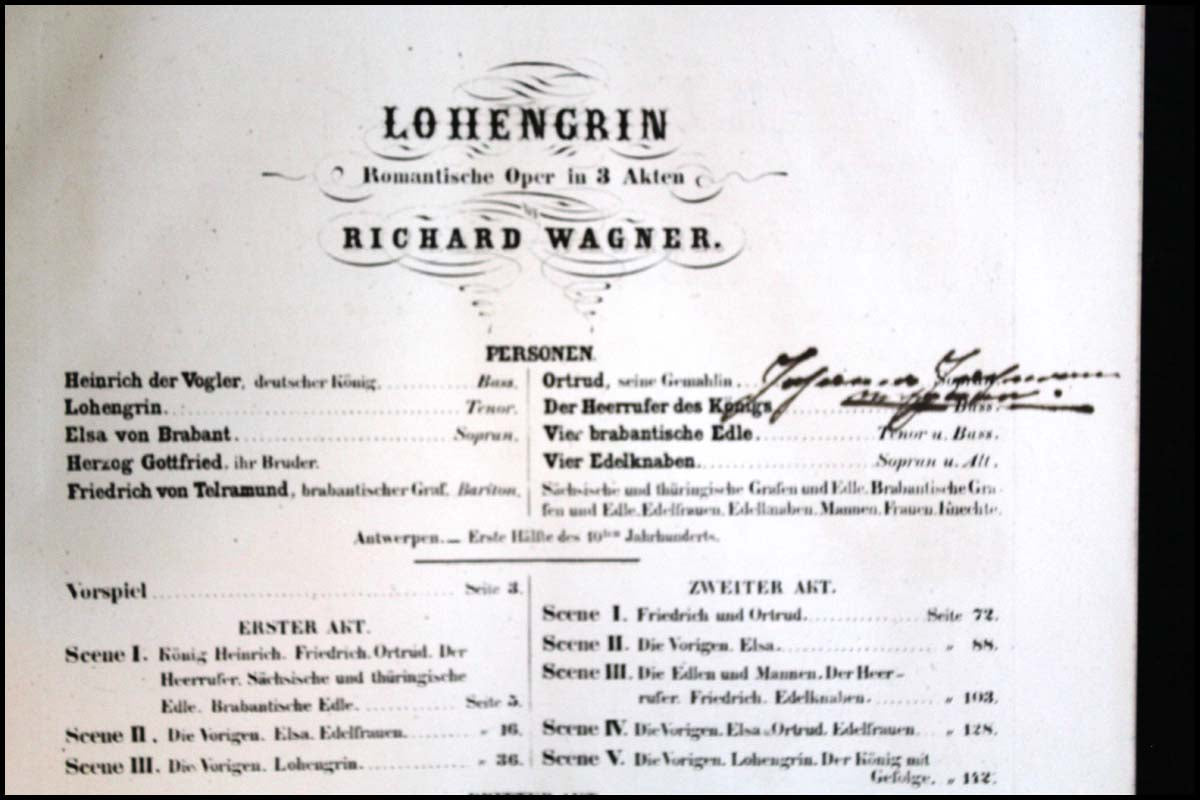 LOHENGRIN
Romantische Oper in 3 Akten
RICHARD WAGNER.
PERSONEN.
Heinrich der Vogler, deutscher König. Bass.
Lohengrin. Tenor.
Elsa von Brabant. Sopran.
Herzog Gottfried, ihr Bruder.
Friedrich von Telramund, brabantischer Graf. Bariton.
Ortrud, seine Gemahlin.
Der Heerrufer des Königs Bass.
Vier brabantische Edle. Tenor u. Bass.
Vier Edelknaben. Sopran u. Alt.
Sächsische und thüringische Grafen und Edle. Brabantische Gra-
fen und Edle. Edelfrauen. Edelknaben. Mannen. Frauen. Knechte.
Antwerpen. — Erste Hälfte des 10ten Jahrhunderts.
Vorspiel Seite 3.
ERSTER AKT.
Scene I. König Heinrich. Friedrich. Ortrud. Der
Heerrufer. Sächsische und thüringische
Edle. Brabantische Edle. Seite 5.
Scene II. Die Vorigen. Elsa. Edelfrauen. " 16.
Scene III. Die Vorigen. Lohengrin. " 36.
ZWEITER AKT.
Scene I. Friedrich und Ortrud. Seite 72.
Scene II. Die Vorigen. Elsa. " 88.
Scene III. Die Edlen und Mannen. Der Heer-
rufer. Friedrich. Edelknaben. " 103.
Scene IV. Die Vorigen. Elsa. Ortrud. Edelfrauen. " 128.
Scene V. Die Vorigen. Lohengrin. Der König mit
Gefolge. " 142.